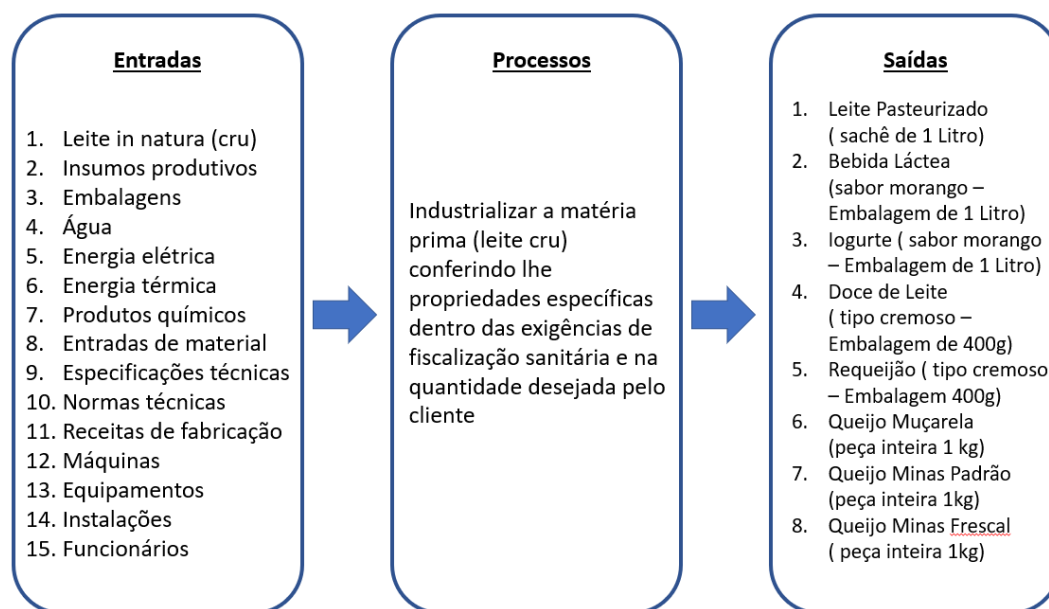 Entradas
1. Leite in natura (cru)
2. Insumos produtivos
3. Embalagens
4. Água
5. Energia elétrica
6. Energia térmica
7. Produtos químicos
8. Entradas de material
9. Especificações técnicas
10. Normas técnicas
11. Receitas de fabricação
12. Máquinas
13. Equipamentos
14. Instalações
15. Funcionários
Processos
Industrializar a matéria
prima (leite cru)
conferindo lhe
propriedades específicas
dentro das exigências de
fiscalização sanitária e na
quantidade desejada pelo
cliente
Saídas
1. Leite Pasteurizado
( sachê de 1 Litro)
2. Bebida Láctea
(sabor morango –
Embalagem de 1 Litro)
3. Iogurte ( sabor morango
– Embalagem de 1 Litro)
4. Doce de Leite
( tipo cremoso –
Embalagem de 400g)
5. Requeijão ( tipo cremoso
– Embalagem 400g)
6. Queijo Muçarela
(peça inteira 1 kg)
7. Queijo Minas Padrão
(peça inteira 1kg)
8. Queijo Minas Frescal
( peça inteira 1kg)